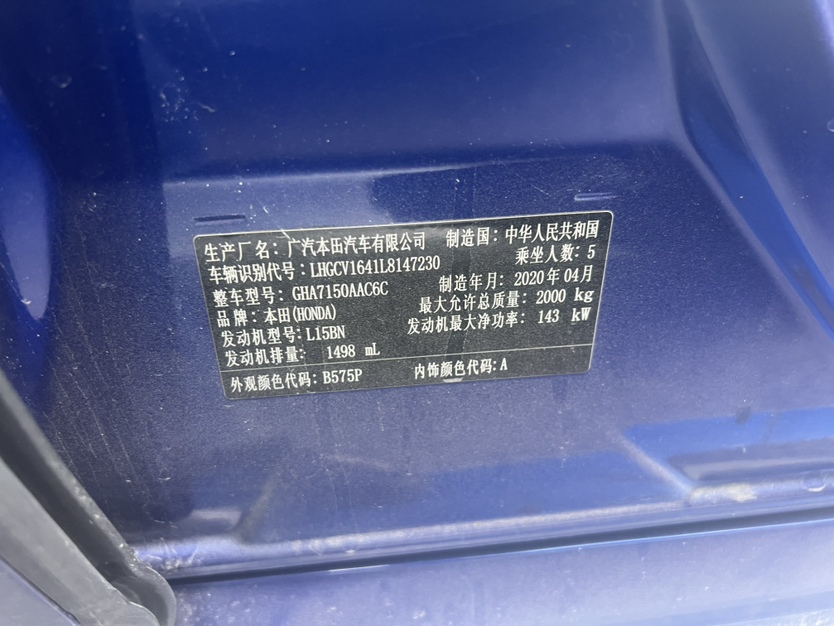 生产厂名：广汽本田汽车有限公司 制造国：中华人民共和国
车辆识别代号：LHGCV1641L8147230 乘坐人数：5
整车型号：GHA7150AAC6C 制造年月：2020年04月
品牌：本田(HONDA) 最大允许总质量：2000 kg
发动机型号：L15BN 发动机最大净功率：143 kW
发动机排量： 1498 mL
外观颜色代码：B575P 内饰颜色代码：A